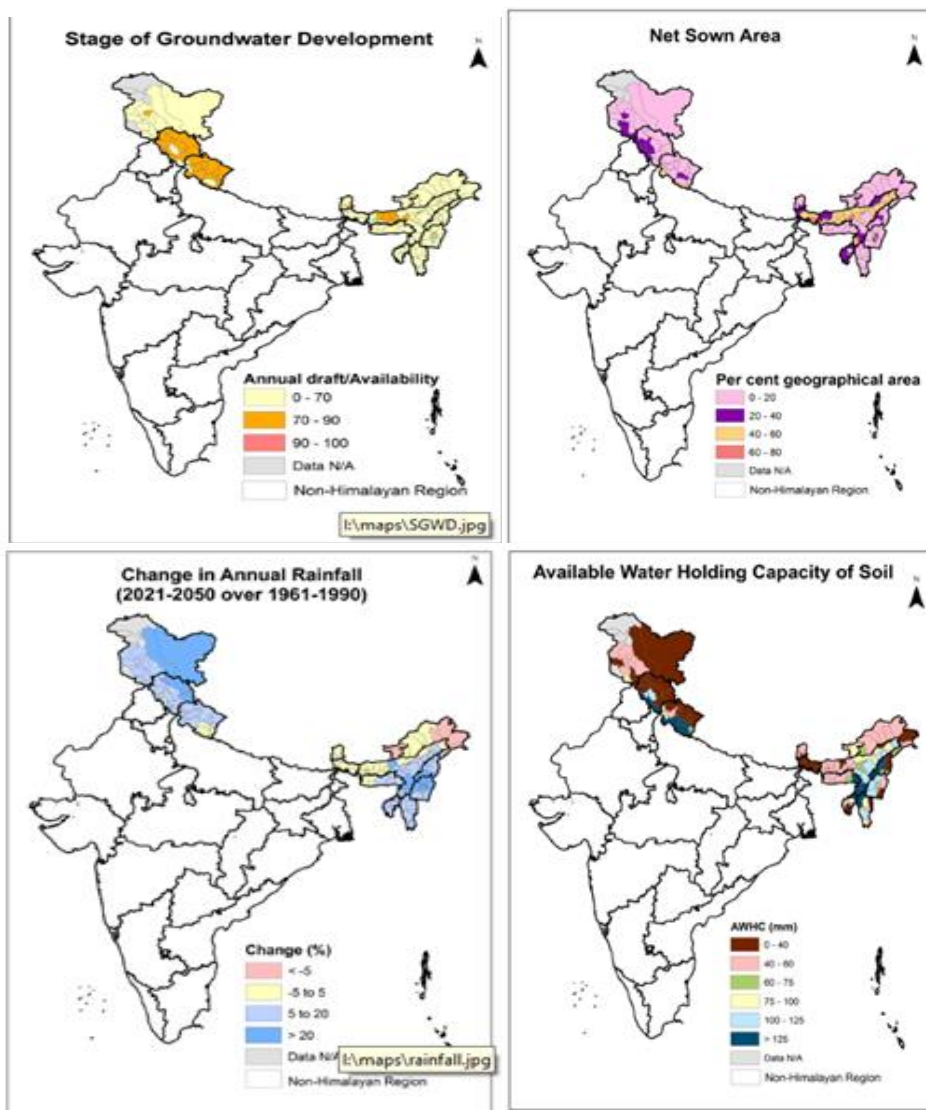 Stage of Groundwater Development
N
Annual draft/Availability
0 - 70
70 - 90
90 - 100
Data N/A
Non-Himalayan Region
I:\maps\SGWD.jpg
Net Sown Area
N
Per cent geographical area
0 - 20
20 - 40
40 - 60
60 - 80
Data N/A
Non-Himalayan Region
Change in Annual Rainfall
(2021-2050 over 1961-1990)
N
Change (%)
< -5
-5 to 5
5 to 20
> 20
Data N/A
I:\maps\rainfall.jpg
Non-Himalayan Region
Available Water Holding Capacity of Soil
N
AWHC (mm)
0 - 40
40 - 60
60 - 75
75 - 100
100 - 125
> 125
Data N/A
Non-Himalayan Region